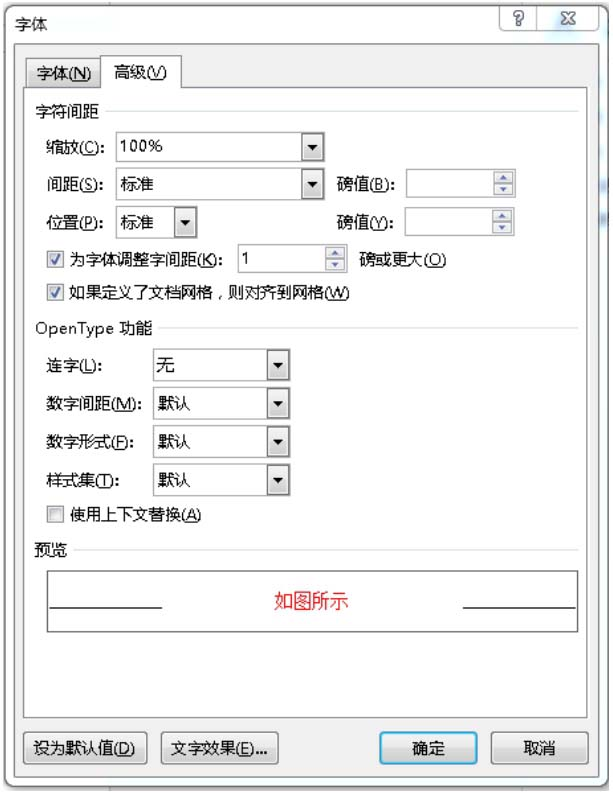 字体
字体(N) 高级(V)
字符间距
缩放(C): 100%
间距(S): 标准 磅值(B):
位置(P): 标准 磅值(Y):
为字体调整字间距(K): 1 磅或更大(O)
如果定义了文档网格，则对齐到网格(W)
OpenType 功能
连字(L): 无
数字间距(M): 默认
数字形式(F): 默认
样式集(T): 默认
使用上下文替换(A)
预览
如图所示
设为默认值(D) 文字效果(E)... 确定 取消